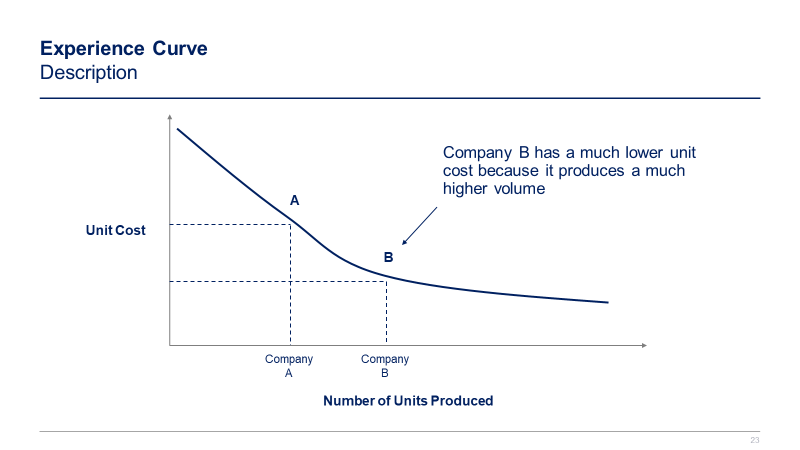 Experience Curve
Description
Company B has a much lower unit
cost because it produces a much
higher volume
A
Unit Cost
B
Company
A
Company
B
Number of Units Produced
23